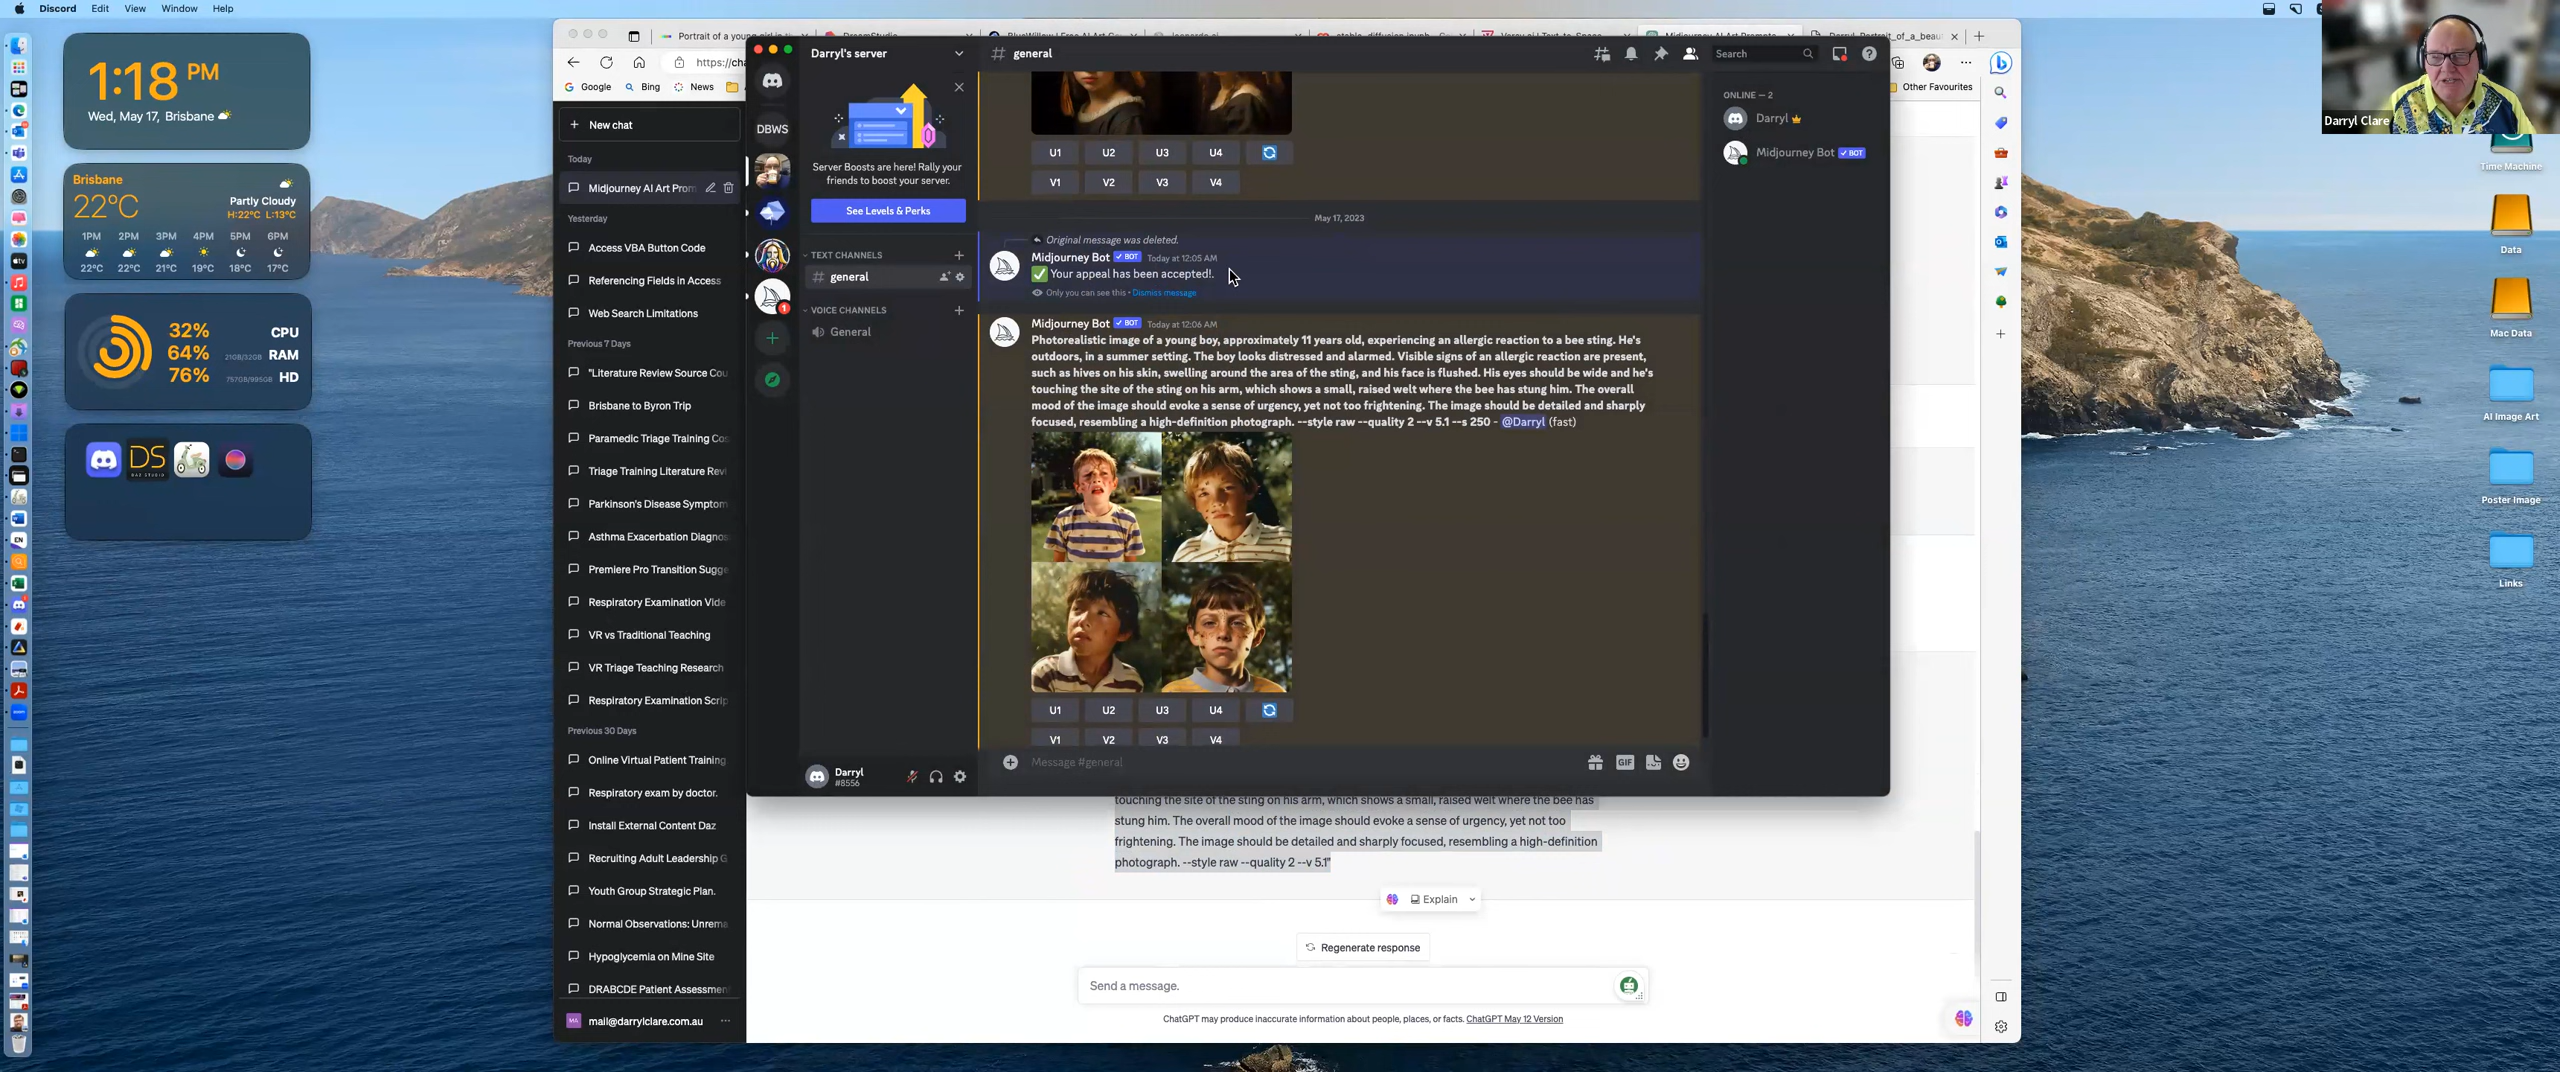 Discord Edit View Window Help
1:18 PM
Wed, May 17, Brisbane
Brisbane
22°C
Partly Cloudy
H:22°C L:13°C
1PM 2PM 3PM 4PM 5PM 6PM
22°C 22°C 21°C 19°C 18°C 17°C
32% CPU
64% 21GB/32GB RAM
76% 757GB/995GB HD
DS
DAZ STUDIO
Portrait of a young girl in
DreamStudio
https://cha
Google Bing News
Other Favourites
New chat
Today
Midjourney AI Art Prom
Yesterday
Access VBA Button Code
Referencing Fields in Access
Web Search Limitations
Previous 7 Days
"Literature Review Source Cou
Brisbane to Byron Trip
Paramedic Triage Training Cos
Triage Training Literature Revi
Parkinson's Disease Symptom
Asthma Exacerbation Diagnos
Premiere Pro Transition Sugge
Respiratory Examination Vide
VR vs Traditional Teaching
VR Triage Teaching Research
Respiratory Examination Scrip
Previous 30 Days
Online Virtual Patient Training
Respiratory exam by doctor.
Install External Content Daz
Recruiting Adult Leadership G
Youth Group Strategic Plan.
Normal Observations: Unrema
Hypoglycemia on Mine Site
DRABCDE Patient Assessmen
mail@darrylclare.com.au
Darryl's server
DBWS
Server Boosts are here! Rally your
friends to boost your server.
See Levels & Perks
TEXT CHANNELS
general
VOICE CHANNELS
General
Darryl
#8556
# general
Search
U1 U2 U3 U4
V1 V2 V3 V4
May 17, 2023
Original message was deleted.
Midjourney Bot BOT Today at 12:05 AM
Your appeal has been accepted!.
Only you can see this • Dismiss message
Midjourney Bot BOT Today at 12:06 AM
Photorealistic image of a young boy, approximately 11 years old, experiencing an allergic reaction to a bee sting. He's
outdoors, in a summer setting. The boy looks distressed and alarmed. Visible signs of an allergic reaction are present,
such as hives on his skin, swelling around the area of the sting, and his face is flushed. His eyes should be wide and he's
touching the site of the sting on his arm, which shows a small, raised welt where the bee has stung him. The overall
mood of the image should evoke a sense of urgency, yet not too frightening. The image should be detailed and sharply
focused, resembling a high-definition photograph. --style raw --quality 2 --v 5.1 --s 250 - @Darryl (fast)
U1 U2 U3 U4
V1 V2 V3 V4
Message #general
GIF
ONLINE — 2
Darryl
Midjourney Bot BOT
touching the site of the sting on his arm, which shows a small, raised welt where the bee has
stung him. The overall mood of the image should evoke a sense of urgency, yet not too
frightening. The image should be detailed and sharply focused, resembling a high-definition
photograph. --style raw --quality 2 --v 5.1"
Explain
Regenerate response
Send a message.
ChatGPT may produce inaccurate information about people, places, or facts. ChatGPT May 12 Version
Darryl Clare
Time Machine
Data
Mac Data
AI Image Art
Poster Image
Links